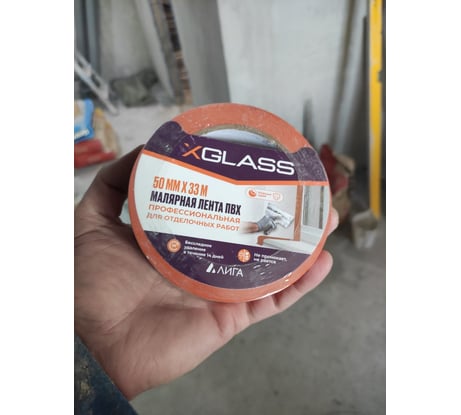 XGLASS
50 ММ X 33 М
МАЛЯРНАЯ ЛЕНТА ПВХ
ПРОФЕССИОНАЛЬНАЯ
ДЛЯ ОТДЕЛОЧНЫХ РАБОТ
Бесследное
удаление
в течение 14 дней
Не промокает,
не рвется
ЛИГА